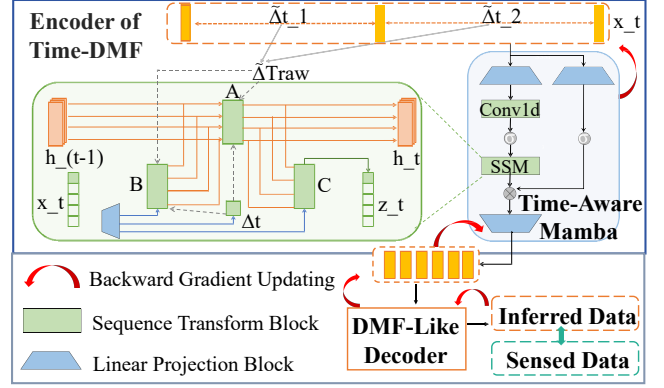 Encoder of
Time-DMF
Δ̃t_1
Δ̃t_2
x_t
Δ̃Traw
A
h_(t-1)
h_t
B
C
x_t
Δt
z_t
Conv1d
σ
σ
SSM
Time-Aware
Mamba
Backward Gradient Updating
Sequence Transform Block
Linear Projection Block
DMF-Like
Decoder
Inferred Data
Sensed Data